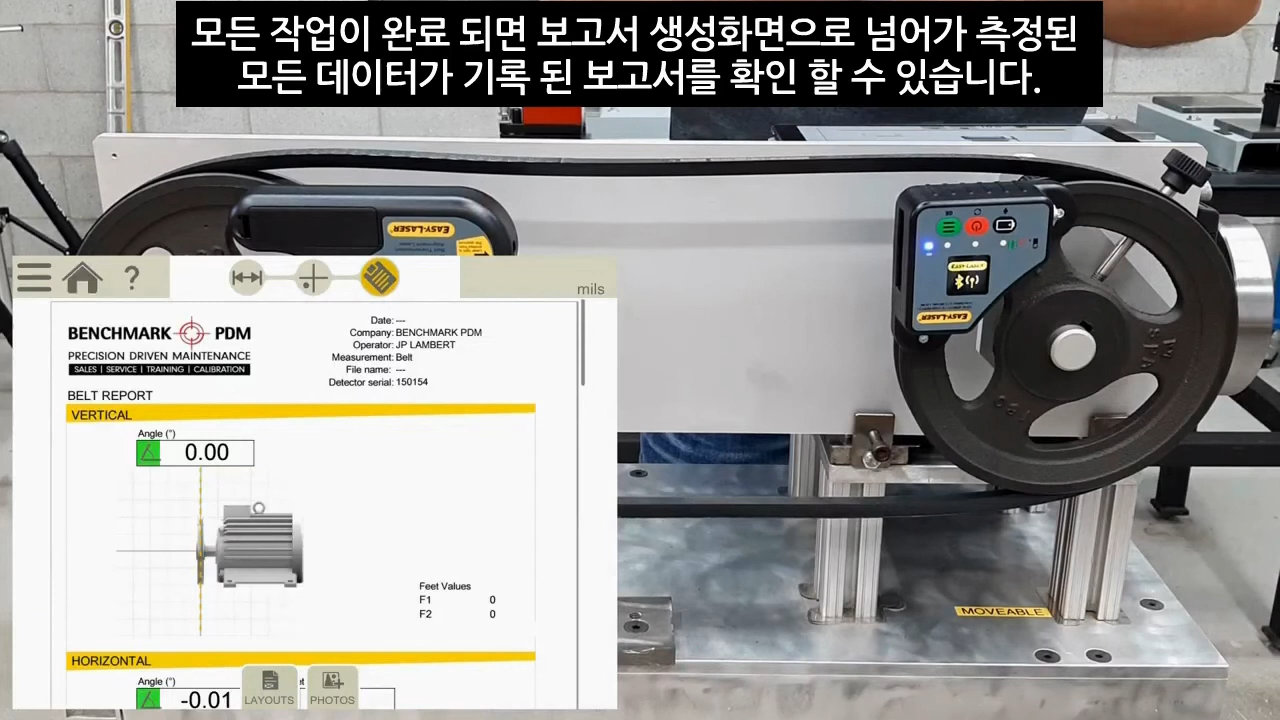 모든 작업이 완료 되면 보고서 생성화면으로 넘어가 측정된
모든 데이터가 기록 된 보고서를 확인 할 수 있습니다.
EASY-LASER
EASY-LASER
EASY-LASER
?
mils
BENCHMARK PDM
PRECISION DRIVEN MAINTENANCE
SALES | SERVICE | TRAINING | CALIBRATION
Date: ---
Company: BENCHMARK PDM
Operator: JP LAMBERT
Measurement: Belt
File name: ---
Detector serial: 150154
BELT REPORT
VERTICAL
Angle (°)
0.00
Feet Values
F1 0
F2 0
HORIZONTAL
Angle (°)
-0.01
LAYOUTS
PHOTOS
MOVEABLE